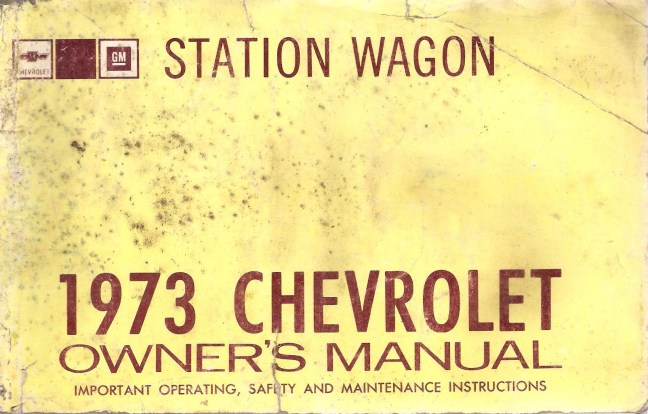 CHEVROLET GM STATION WAGON
1973 CHEVROLET
OWNER'S MANUAL
IMPORTANT OPERATING, SAFETY AND MAINTENANCE INSTRUCTIONS